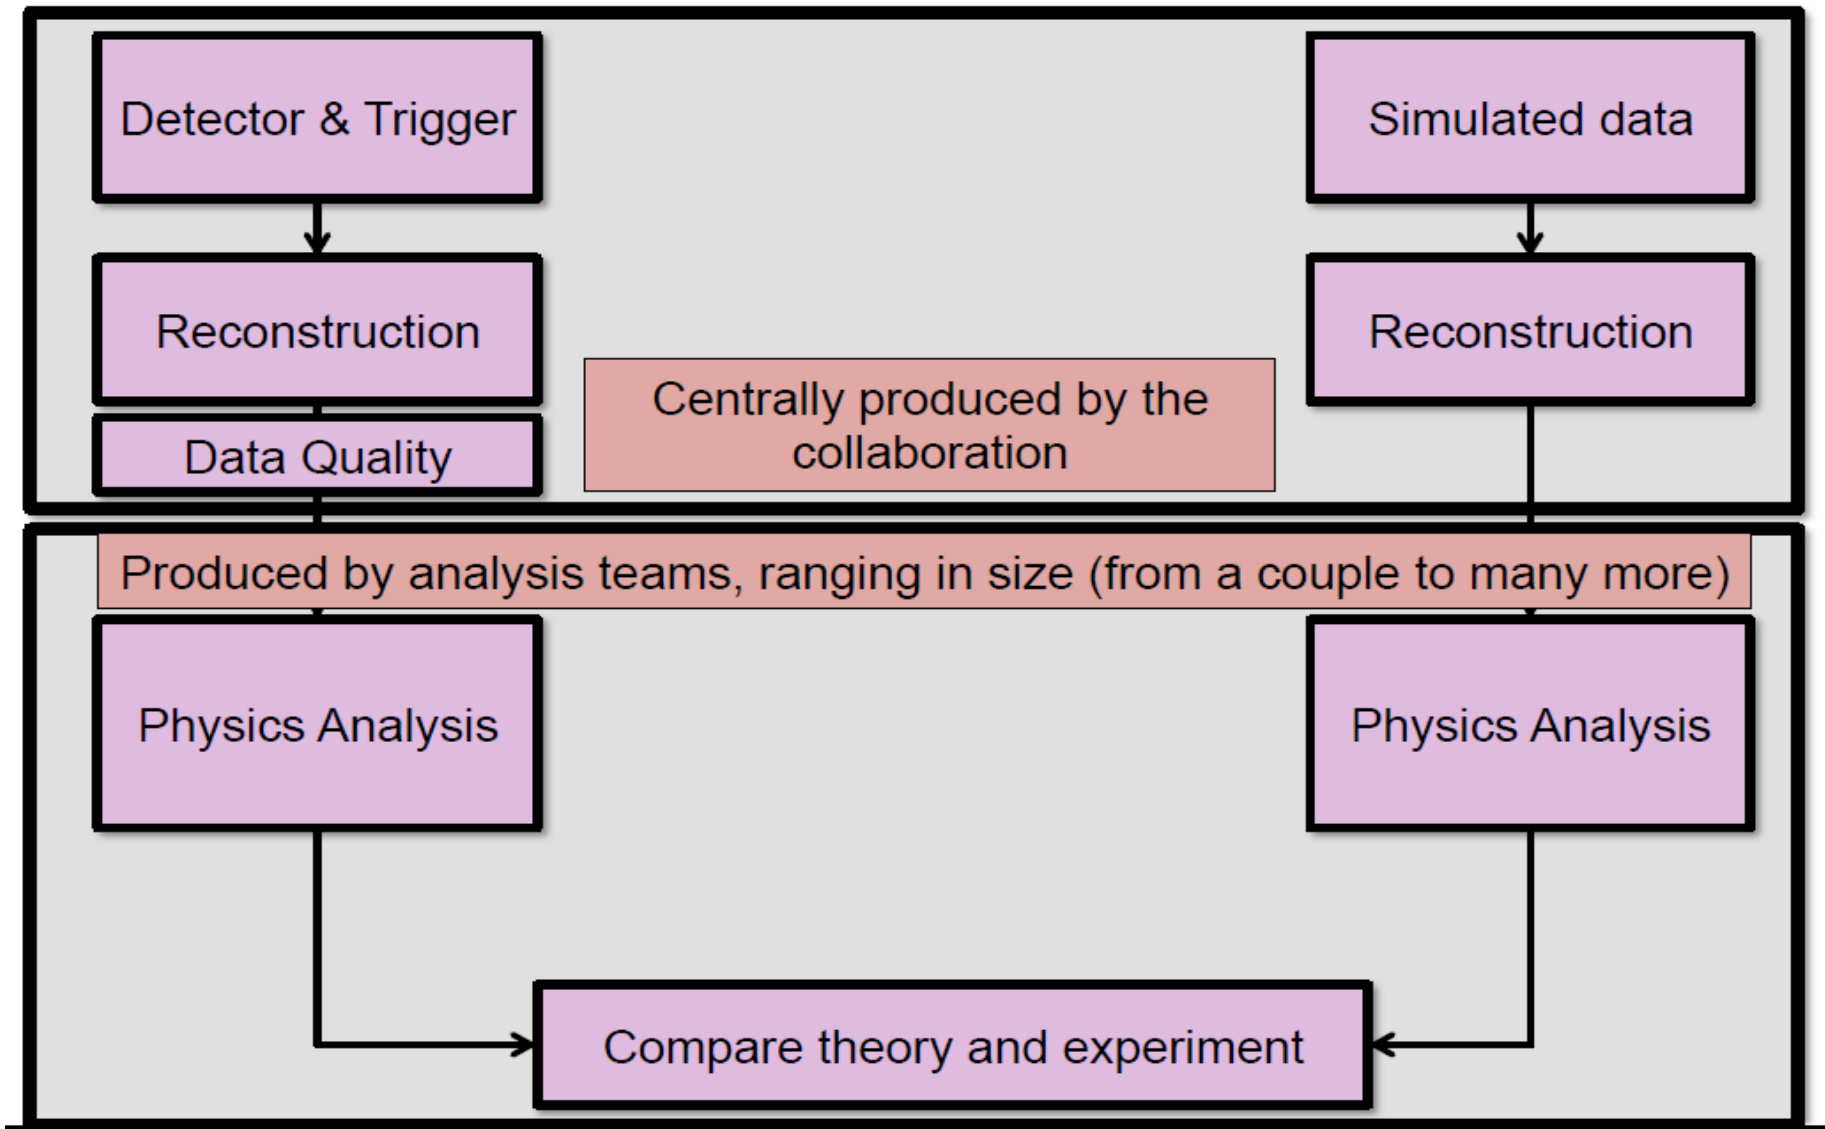 Detector & Trigger
Simulated data
Reconstruction
Reconstruction
Centrally produced by the
collaboration
Data Quality
Produced by analysis teams, ranging in size (from a couple to many more)
Physics Analysis
Physics Analysis
Compare theory and experiment